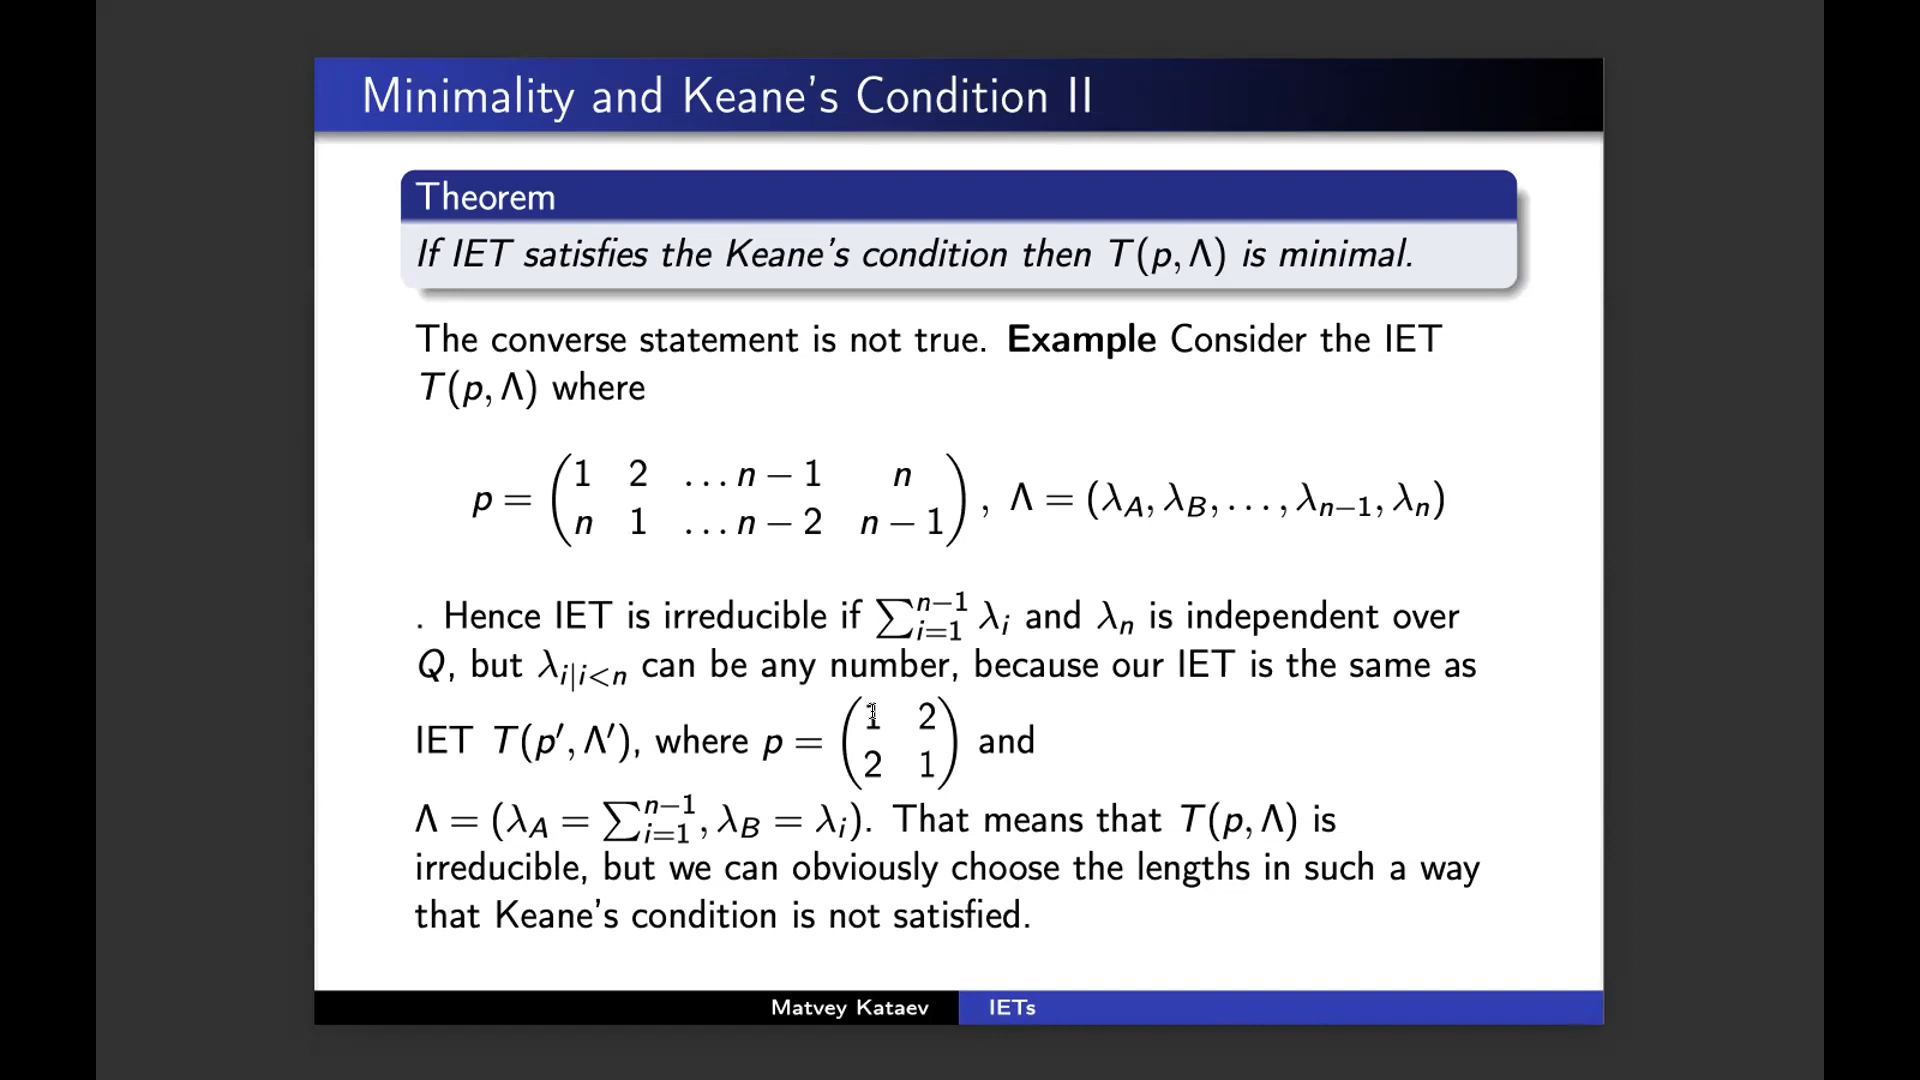 Minimality and Keane's Condition II
Theorem
If IET satisfies the Keane's condition then T(p, Λ) is minimal.
The converse statement is not true. Example Consider the IET
T(p, Λ) where
p = (1 2 ... n − 1 n
n 1 ... n − 2 n − 1), Λ = (λ_A, λ_B, ..., λ_{n−1}, λ_n)
. Hence IET is irreducible if ∑_{i=1}^{n−1} λ_i and λ_n is independent over
Q, but λ_{i|i<n} can be any number, because our IET is the same as
IET T(p′, Λ′), where p = (1 2
2 1) and
Λ = (λ_A = ∑_{i=1}^{n−1}, λ_B = λ_i). That means that T(p, Λ) is
irreducible, but we can obviously choose the lengths in such a way
that Keane's condition is not satisfied.
Matvey Kataev IETs